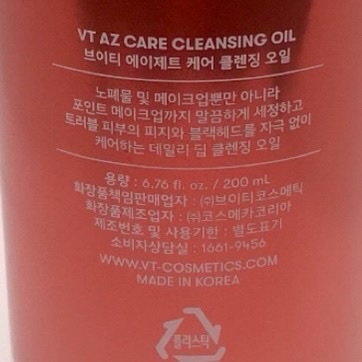 VT AZ CARE CLEANSING OIL
브이티 에이제트 케어 클렌징 오일
노폐물 및 메이크업뿐만 아니라
포인트 메이크업까지 말끔하게 세정하고
트러블 피부의 피지와 블랙헤드를 자극 없이
케어하는 데일리 딥 클렌징 오일
용량 : 6.76 fl. oz. / 200 mL
화장품책임판매업자 : ㈜브이티코스메틱
화장품제조업자 : ㈜코스메카코리아
제조번호 및 사용기한 : 별도표기
소비자상담실 : 1661-9456
WWW.VT-COSMETICS.COM
MADE IN KOREA
플라스틱